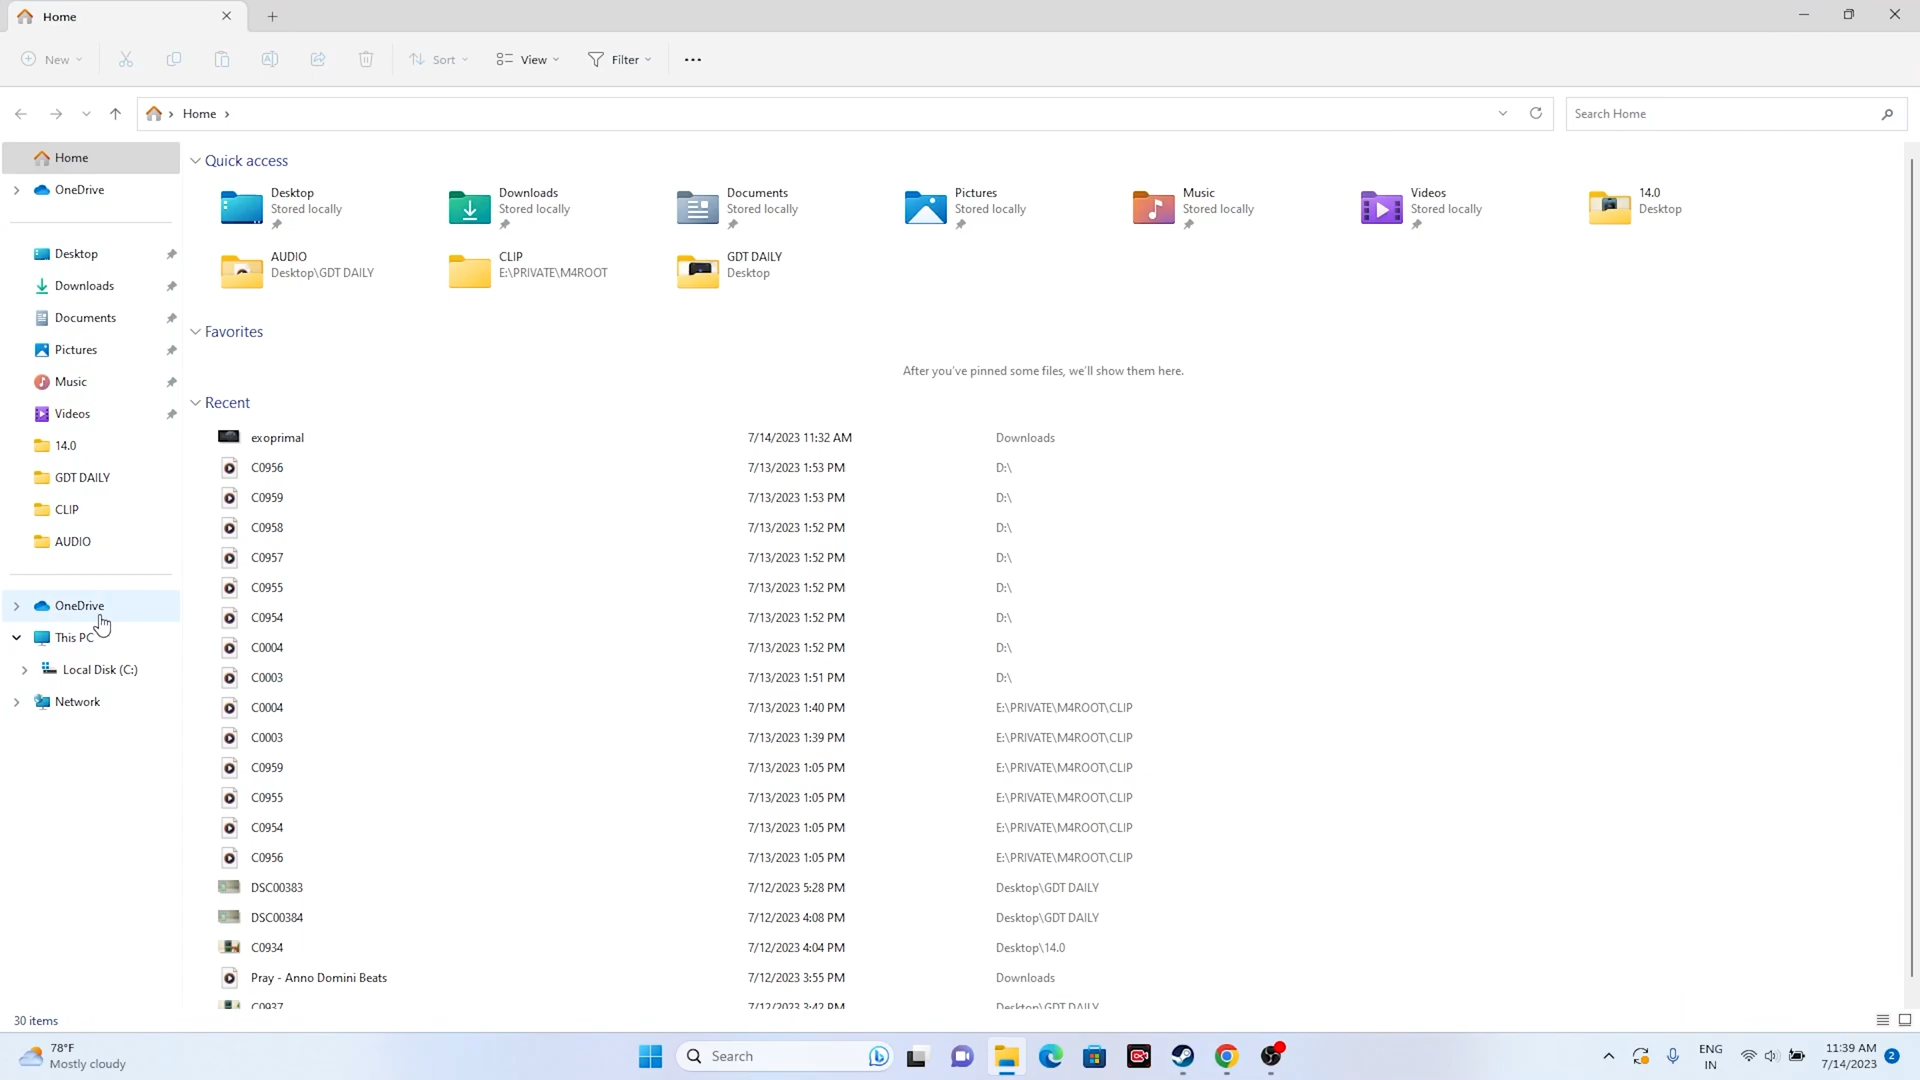 Home
New
Sort
View
Filter
Home
Search Home
Home
OneDrive
Desktop
Downloads
Documents
Pictures
Music
Videos
14.0
GDT DAILY
CLIP
AUDIO
OneDrive
This PC
Local Disk (C:)
Network
Quick access
Desktop
Stored locally
Downloads
Stored locally
Documents
Stored locally
Pictures
Stored locally
Music
Stored locally
Videos
Stored locally
14.0
Desktop
AUDIO
Desktop\GDT DAILY
CLIP
E:\PRIVATE\M4ROOT
GDT DAILY
Desktop
Favorites
After you've pinned some files, we'll show them here.
Recent
exoprimal 7/14/2023 11:32 AM Downloads
C0956 7/13/2023 1:53 PM D:\
C0959 7/13/2023 1:53 PM D:\
C0958 7/13/2023 1:52 PM D:\
C0957 7/13/2023 1:52 PM D:\
C0955 7/13/2023 1:52 PM D:\
C0954 7/13/2023 1:52 PM D:\
C0004 7/13/2023 1:52 PM D:\
C0003 7/13/2023 1:51 PM D:\
C0004 7/13/2023 1:40 PM E:\PRIVATE\M4ROOT\CLIP
C0003 7/13/2023 1:39 PM E:\PRIVATE\M4ROOT\CLIP
C0959 7/13/2023 1:05 PM E:\PRIVATE\M4ROOT\CLIP
C0955 7/13/2023 1:05 PM E:\PRIVATE\M4ROOT\CLIP
C0954 7/13/2023 1:05 PM E:\PRIVATE\M4ROOT\CLIP
C0956 7/13/2023 1:05 PM E:\PRIVATE\M4ROOT\CLIP
DSC00383 7/12/2023 5:28 PM Desktop\GDT DAILY
DSC00384 7/12/2023 4:08 PM Desktop\GDT DAILY
C0934 7/12/2023 4:04 PM Desktop\14.0
Pray - Anno Domini Beats 7/12/2023 3:55 PM Downloads
C0937 7/12/2023 3:42 PM Desktop\GDT DAILY
30 items
78°F
Mostly cloudy
Search
ENG
IN
11:39 AM
7/14/2023
2